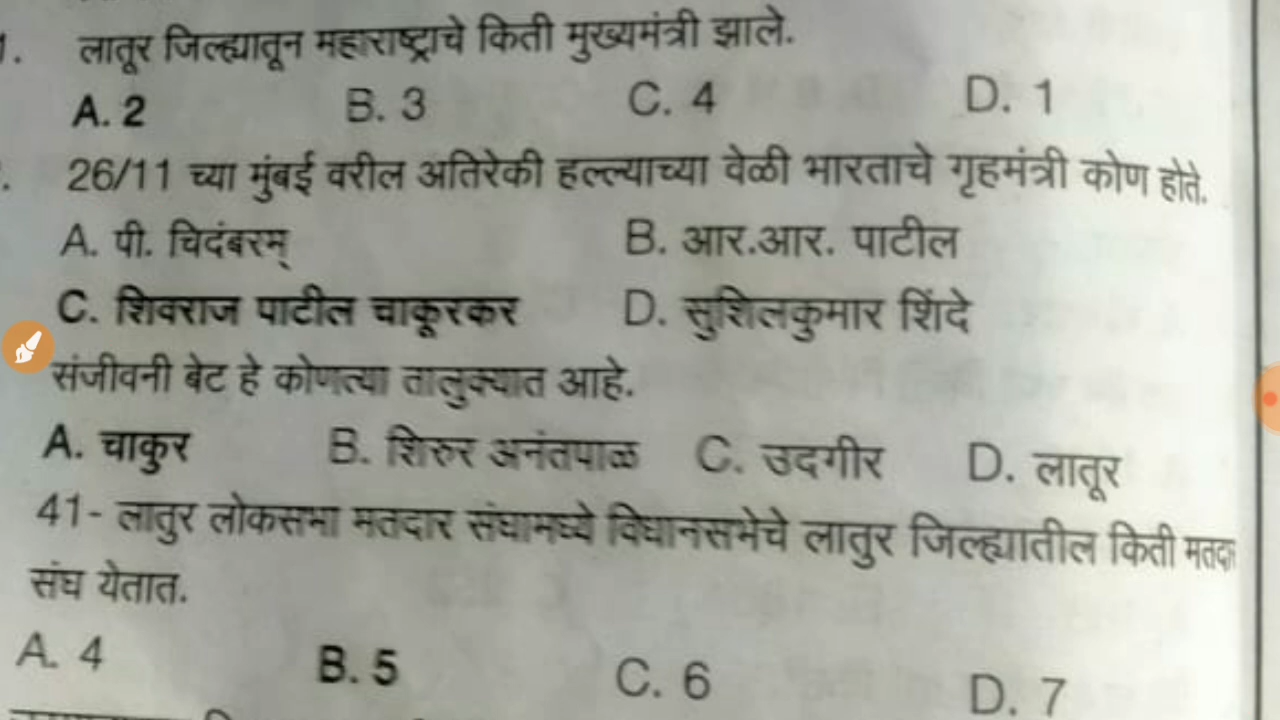 1. लातूर जिल्ह्यातून महाराष्ट्राचे किती मुख्यमंत्री झाले.
A. 2 B. 3 C. 4 D. 1
26/11 च्या मुंबई वरील अतिरेकी हल्ल्याच्या वेळी भारताचे गृहमंत्री कोण होते.
A. पी. चिदंबरम् B. आर.आर. पाटील
C. शिवराज पाटील चाकूरकर D. सुशिलकुमार शिंदे
संजीवनी बेट हे कोणत्या तालुक्यात आहे.
A. चाकुर B. शिरुर अनंतपाळ C. उदगीर D. लातूर
41- लातुर लोकसभा मतदार संघामध्ये विधानसभेचे लातुर जिल्ह्यातील किती
संघ येतात.
A. 4 B. 5 C. 6 D. 7